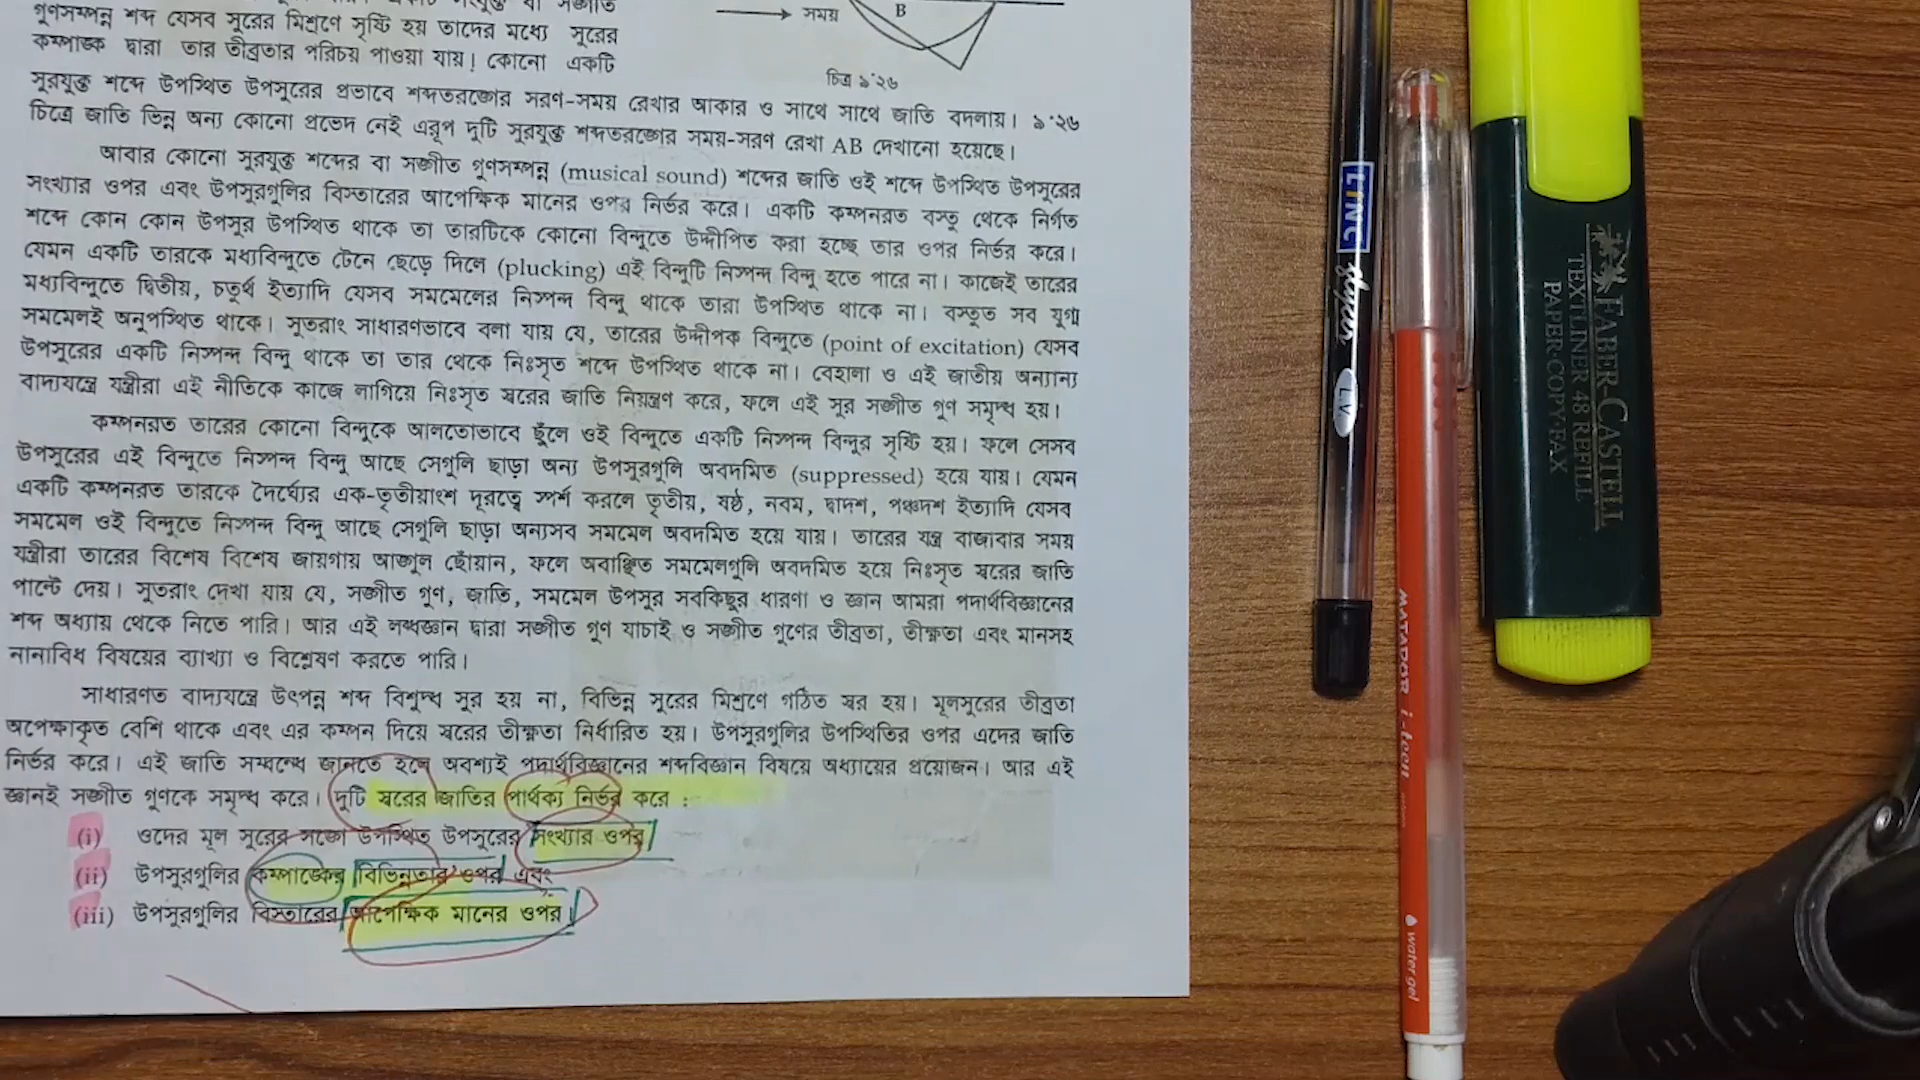 গুণসম্পন্ন শব্দ যেসব সুরের মিশ্রণে সৃষ্টি হয় তাদের মধ্যে সুরের
কম্পাঙ্ক দ্বারা তার তীব্রতার পরিচয় পাওয়া যায়। কোনো একটি
সময়
B
চিত্র ৯'২৬
সুরযুক্ত শব্দে উপস্থিত উপসুরের প্রভাবে শব্দতরঙ্গের সরণ-সময় রেখার আকার ও সাথে সাথে জাতি বদলায়। ৯'২৬
চিত্রে জাতি ভিন্ন অন্য কোনো প্রভেদ নেই এরূপ দুটি সুরযুক্ত শব্দতরঙ্গের সময়-সরণ রেখা AB দেখানো হয়েছে।
আবার কোনো সুরযুক্ত শব্দের বা সঙ্গীত গুণসম্পন্ন (musical sound) শব্দের জাতি ওই শব্দে উপস্থিত উপসুরের
সংখ্যার ওপর এবং উপসুরগুলির বিস্তারের আপেক্ষিক মানের ওপর নির্ভর করে। একটি কম্পনরত বস্তু থেকে নির্গত
শব্দে কোন কোন উপসুর উপস্থিত থাকে তা তারটিকে কোনো বিন্দুতে উদ্দীপিত করা হচ্ছে তার ওপর নির্ভর করে।
যেমন একটি তারকে মধ্যবিন্দুতে টেনে ছেড়ে দিলে (plucking) এই বিন্দুটি নিস্পন্দ বিন্দু হতে পারে না। কাজেই তারের
মধ্যবিন্দুতে দ্বিতীয়, চতুর্থ ইত্যাদি যেসব সমমেলের নিস্পন্দ বিন্দু থাকে তারা উপস্থিত থাকে না। বস্তুত সব যুগ্ম
সমমেলই অনুপস্থিত থাকে। সুতরাং সাধারণভাবে বলা যায় যে, তারের উদ্দীপক বিন্দুতে (point of excitation) যেসব
উপসুরের একটি নিস্পন্দ বিন্দু থাকে তা তার থেকে নিঃসৃত শব্দে উপস্থিত থাকে না। বেহালা ও এই জাতীয় অন্যান্য
বাদ্যযন্ত্রে যন্ত্রীরা এই নীতিকে কাজে লাগিয়ে নিঃসৃত স্বরের জাতি নিয়ন্ত্রণ করে, ফলে এই সুর সঙ্গীত গুণ সমৃদ্ধ হয়।
কম্পনরত তারের কোনো বিন্দুকে আলতোভাবে ছুঁলে ওই বিন্দুতে একটি নিস্পন্দ বিন্দুর সৃষ্টি হয়। ফলে সেসব
উপসুরের এই বিন্দুতে নিস্পন্দ বিন্দু আছে সেগুলি ছাড়া অন্য উপসুরগুলি অবদমিত (suppressed) হয়ে যায়। যেমন
একটি কম্পনরত তারকে দৈর্ঘ্যের এক-তৃতীয়াংশ দূরত্বে স্পর্শ করলে তৃতীয়, ষষ্ঠ, নবম, দ্বাদশ, পঞ্চদশ ইত্যাদি যেসব
সমমেল ওই বিন্দুতে নিস্পন্দ বিন্দু আছে সেগুলি ছাড়া অন্যসব সমমেল অবদমিত হয়ে যায়। তারের যন্ত্র বাজাবার সময়
যন্ত্রীরা তারের বিশেষ বিশেষ জায়গায় আঙ্গুল ছোঁয়ান, ফলে অবাঞ্ছিত সমমেলগুলি অবদমিত হয়ে নিঃসৃত স্বরের জাতি
পাল্টে দেয়। সুতরাং দেখা যায় যে, সঙ্গীত গুণ, জাতি, সমমেল উপসুর সবকিছুর ধারণা ও জ্ঞান আমরা পদার্থবিজ্ঞানের
শব্দ অধ্যায় থেকে নিতে পারি। আর এই লব্ধজ্ঞান দ্বারা সঙ্গীত গুণ যাচাই ও সঙ্গীত গুণের তীব্রতা, তীক্ষ্ণতা এবং মানসহ
নানাবিধ বিষয়ের ব্যাখ্যা ও বিশ্লেষণ করতে পারি।
সাধারণত বাদ্যযন্ত্রে উৎপন্ন শব্দ বিশুদ্ধ সুর হয় না, বিভিন্ন সুরের মিশ্রণে গঠিত স্বর হয়। মূলসুরের তীব্রতা
অপেক্ষাকৃত বেশি থাকে এবং এর কম্পন দিয়ে স্বরের তীক্ষ্ণতা নির্ধারিত হয়। উপসুরগুলির উপস্থিতির ওপর এদের জাতি
নির্ভর করে। এই জাতি সম্বন্ধে জানতে হলে অবশ্যই পদার্থবিজ্ঞানের শব্দবিজ্ঞান বিষয়ে অধ্যায়ের প্রয়োজন। আর এই
জ্ঞানই সঙ্গীত গুণকে সমৃদ্ধ করে। দুটি স্বরের জাতির পার্থক্য নির্ভর করে :
(i) ওদের মূল সুরের সঙ্গে উপস্থিত উপসুরের সংখ্যার ওপর
(ii) উপসুরগুলির কম্পাঙ্কের বিভিন্নতার ওপর এবং
(iii) উপসুরগুলির বিস্তারের আপেক্ষিক মানের ওপর।
LINC glycer
MATADOR i-teen
water gel
FABER-CASTELL
TEXTLINER 48 REFILL
PAPER·COPY·FAX